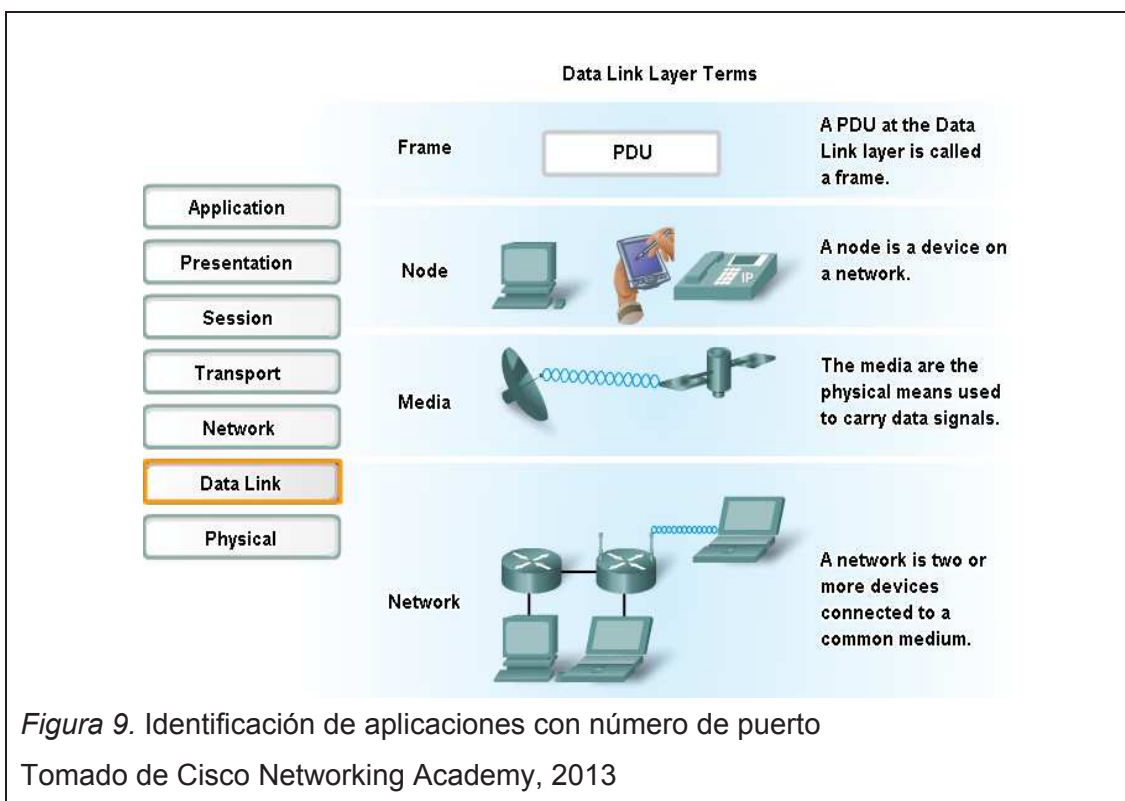 Data Link Layer Terms
Application
Presentation
Session
Transport
Network
Data Link
Physical
Frame
PDU
A PDU at the Data
Link layer is called
a frame.
Node
IP
A node is a device on
a network.
Media
The media are the
physical means used
to carry data signals.
Network
A network is two or
more devices
connected to a
common medium.
Figura 9. Identificación de aplicaciones con número de puerto
Tomado de Cisco Networking Academy, 2013